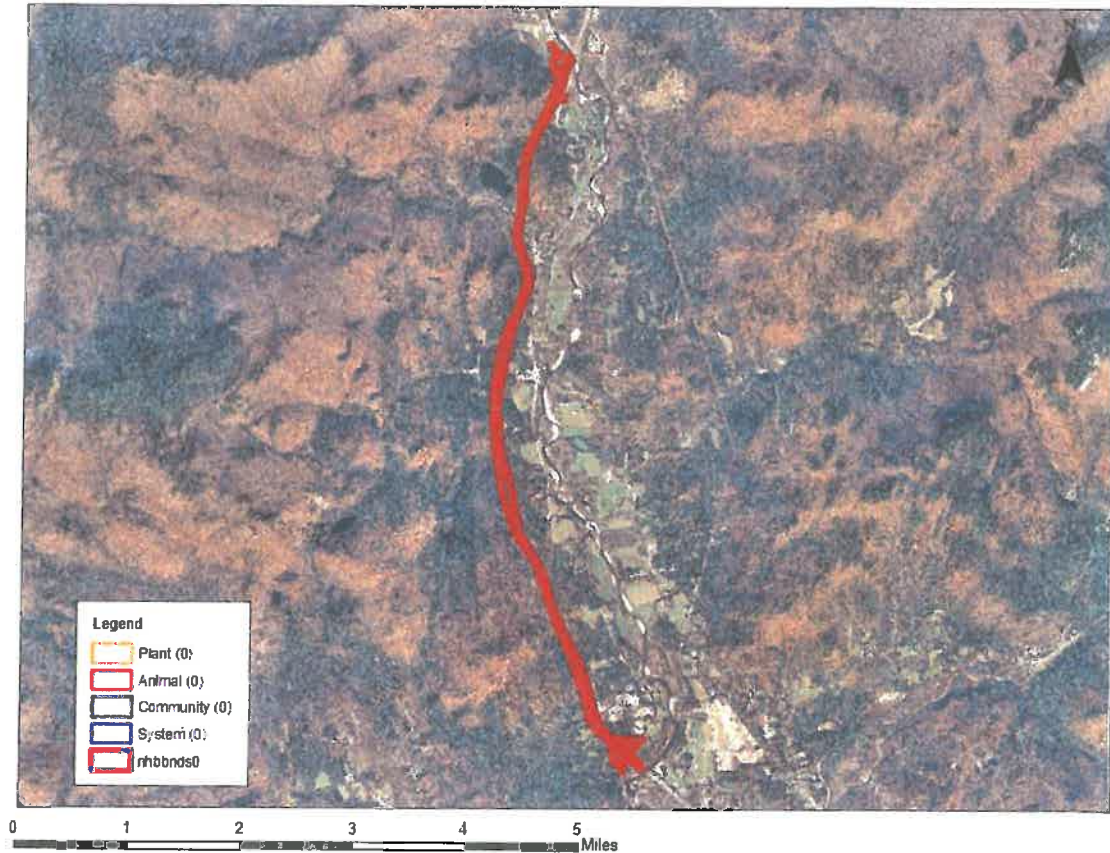 Legend
Plant (0)
Animal (0)
Community (0)
System (0)
nhbbnds0
0 1 2 3 4 5
Miles